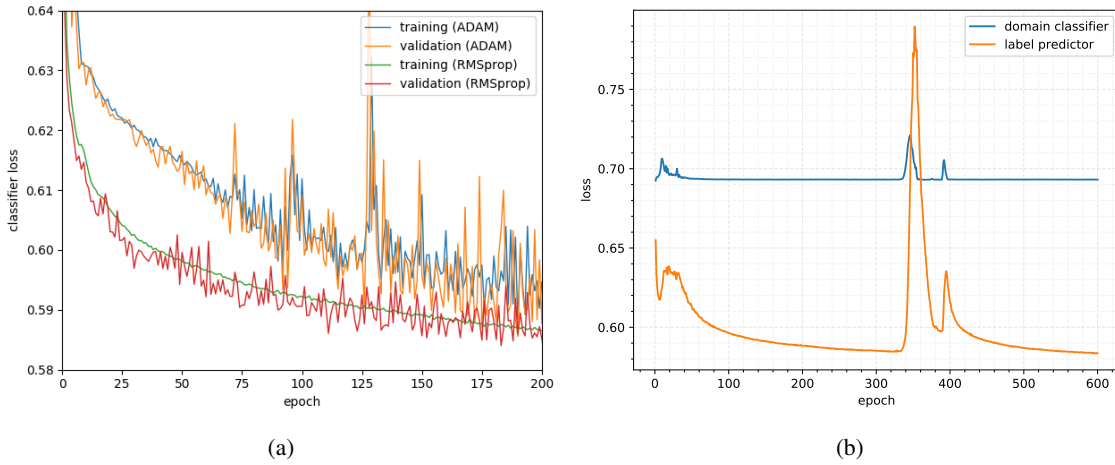 0.64
0.63
0.62
0.61
0.60
0.59
0.58
0
25
50
75
100
125
150
175
200
classifier loss
epoch
training (ADAM)
validation (ADAM)
training (RMSprop)
validation (RMSprop)
(a)
0.75
0.70
0.65
0.60
0
100
200
300
400
500
600
loss
epoch
domain classifier
label predictor
(b)